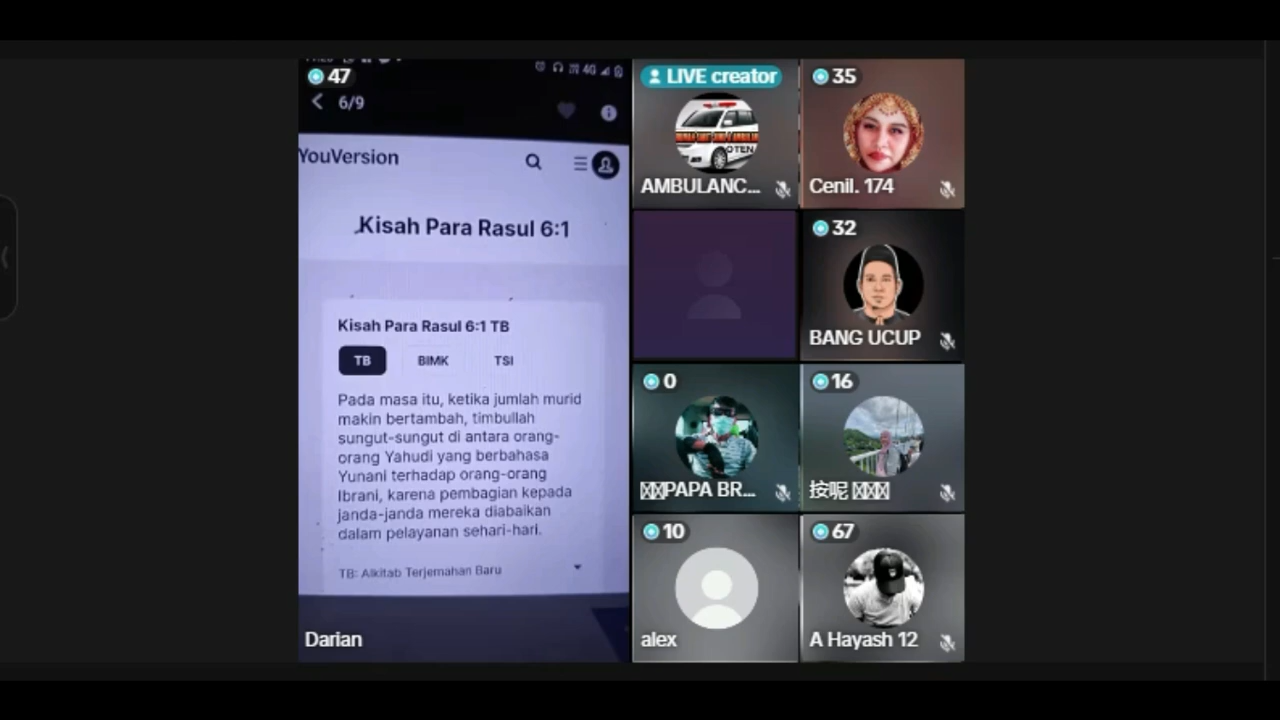 47
6/9
4G
YouVersion
Kisah Para Rasul 6:1
Kisah Para Rasul 6:1 TB
TB BIMK TSI
Pada masa itu, ketika jumlah murid
makin bertambah, timbullah
sungut-sungut di antara orang-
orang Yahudi yang berbahasa
Yunani terhadap orang-orang
Ibrani, karena pembagian kepada
janda-janda mereka diabaikan
dalam pelayanan sehari-hari.
TB: Alkitab Terjemahan Baru
Darian
LIVE creator
OTEN
AMBULANC...
35
Cenil. 174
32
BANG UCUP
0
PAPA BR...
16
按呢
10
alex
67
A Hayash 12